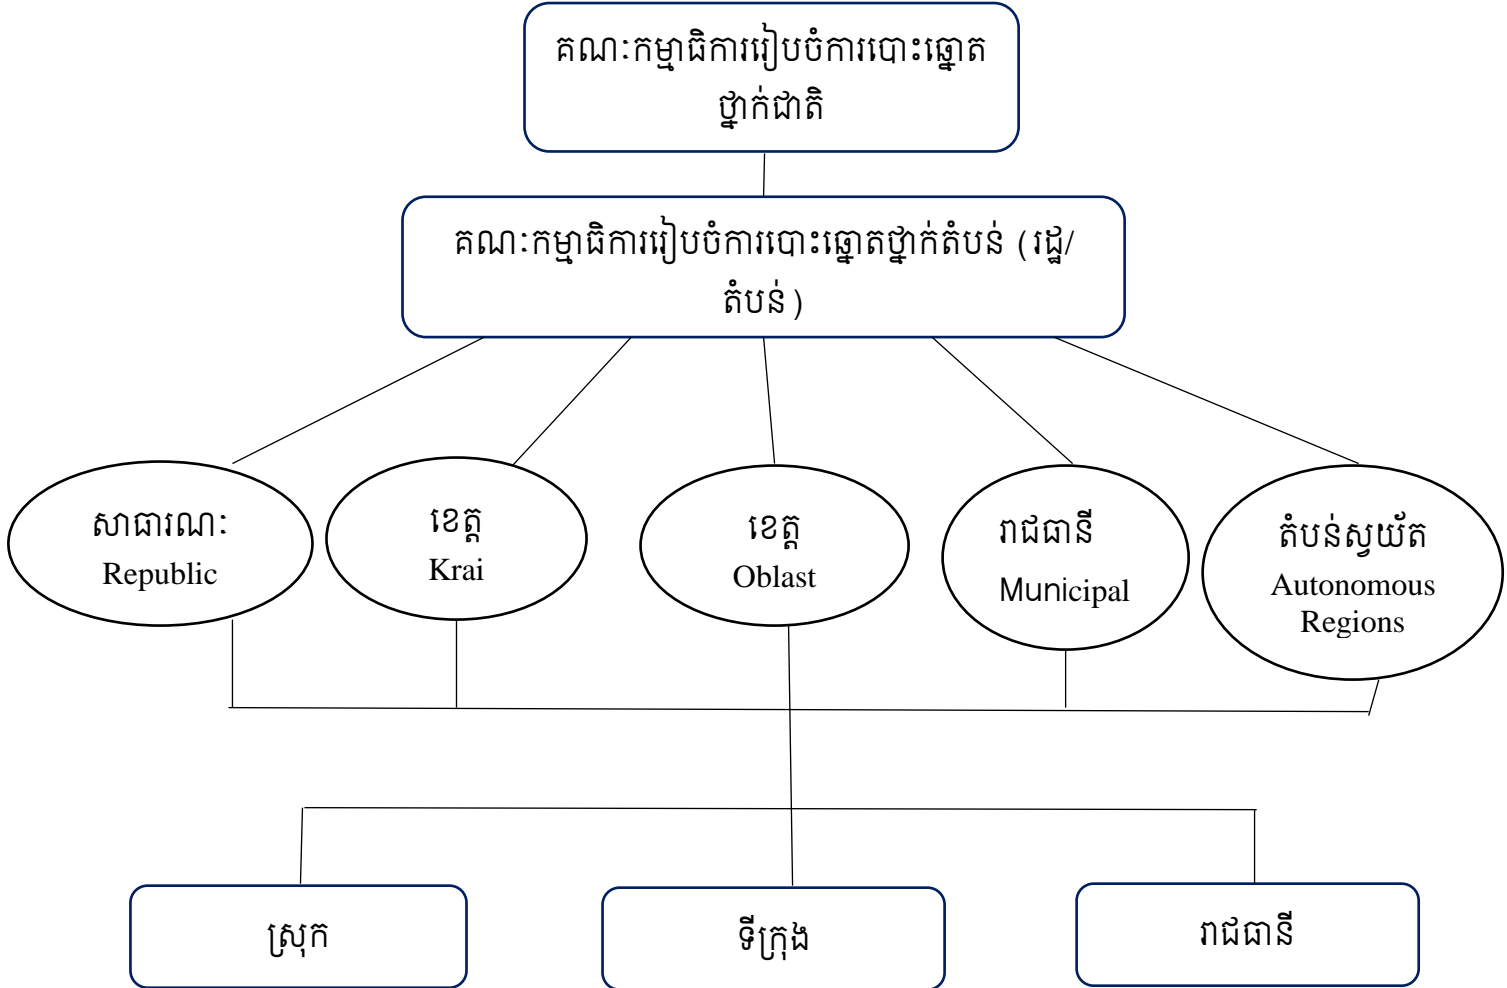 គណៈកម្មាធិការរៀបចំការបោះឆ្នោត
ថ្នាក់ជាតិ
គណៈកម្មាធិការរៀបចំការបោះឆ្នោតថ្នាក់តំបន់ (រដ្ឋ/
តំបន់)
សាធារណៈ
Republic
ខេត្ត
Krai
ខេត្ត
Oblast
រាជធានី
Municipal
តំបន់ស្វយ័ត
Autonomous
Regions
ស្រុក
ទីក្រុង
រាជធានី